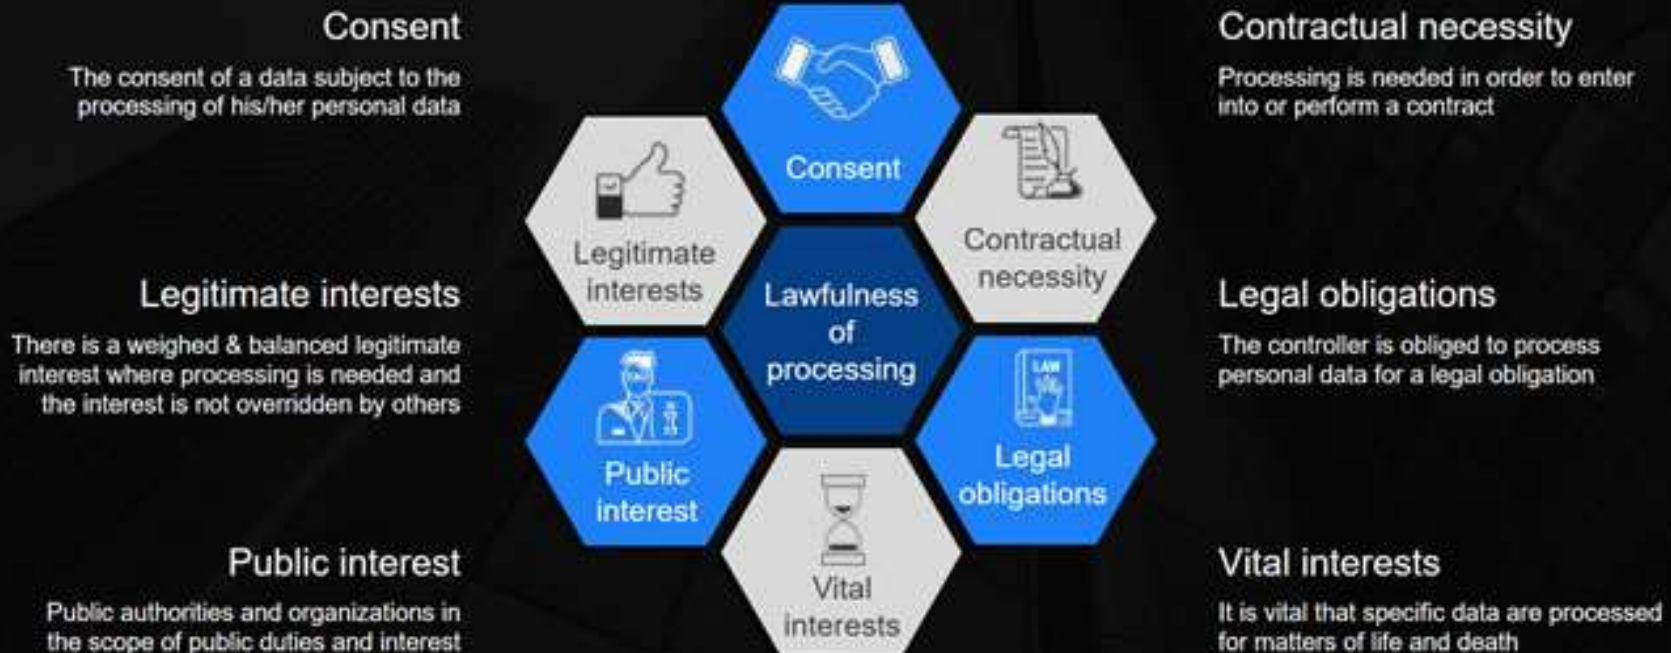 Consent
The consent of a data subject to the
processing of his/her personal data
Legitimate interests
There is a weighed & balanced legitimate
interest where processing is needed and
the interest is not overridden by others
Public interest
Public authorities and organizations in
the scope of public duties and interest
Consent
Legitimate
interests
Contractual
necessity
Lawfulness
of
processing
Public
interest
LAW
Legal
obligations
Vital
interests
Contractual necessity
Processing is needed in order to enter
into or perform a contract
Legal obligations
The controller is obliged to process
personal data for a legal obligation
Vital interests
It is vital that specific data are processed
for matters of life and death